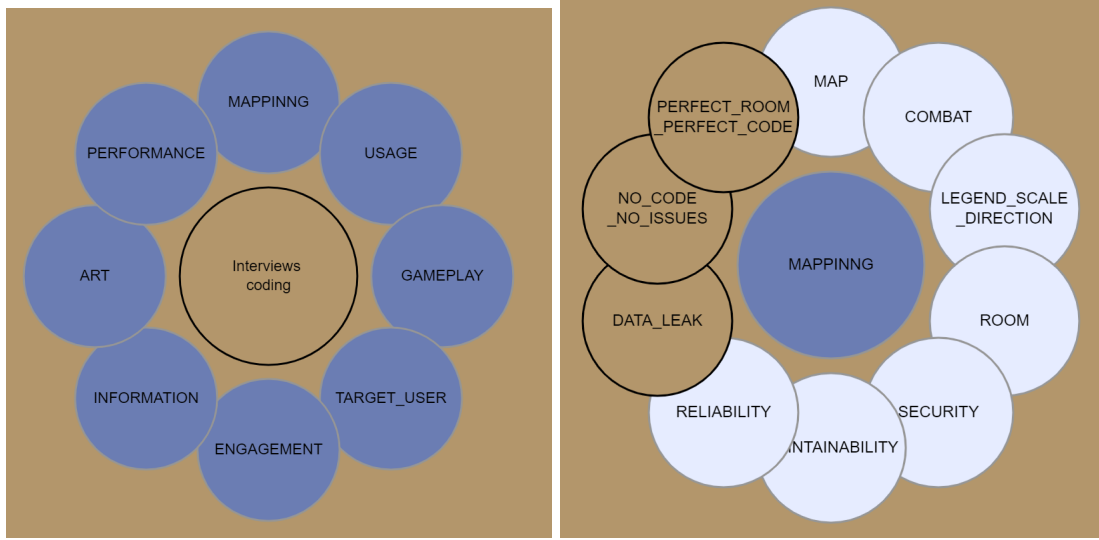 MAPPINNG
PERFORMANCE
USAGE
ART
Interviews
coding
GAMEPLAY
INFORMATION
TARGET_USER
ENGAGEMENT
MAP
PERFECT_ROOM
_PERFECT_CODE
COMBAT
NO_CODE
_NO_ISSUES
LEGEND_SCALE
_DIRECTION
MAPPINNG
DATA_LEAK
ROOM
RELIABILITY
SECURITY
INTAINABILITY